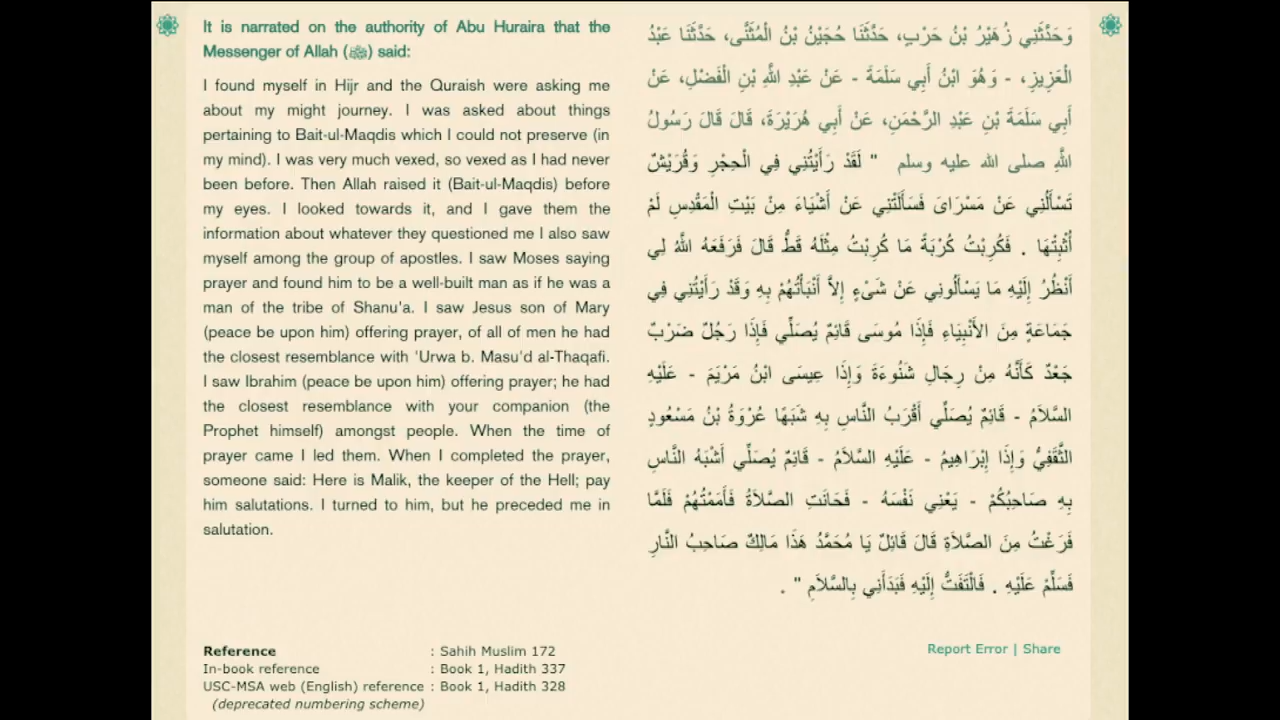 It is narrated on the authority of Abu Huraira that the
Messenger of Allah (ﷺ) said:
I found myself in Hijr and the Quraish were asking me
about my might journey. I was asked about things
pertaining to Bait-ul-Maqdis which I could not preserve (in
my mind). I was very much vexed, so vexed as I had never
been before. Then Allah raised it (Bait-ul-Maqdis) before
my eyes. I looked towards it, and I gave them the
information about whatever they questioned me I also saw
myself among the group of apostles. I saw Moses saying
prayer and found him to be a well-built man as if he was a
man of the tribe of Shanu'a. I saw Jesus son of Mary
(peace be upon him) offering prayer, of all of men he had
the closest resemblance with 'Urwa b. Masu'd al-Thaqafi.
I saw Ibrahim (peace be upon him) offering prayer; he had
the closest resemblance with your companion (the
Prophet himself) amongst people. When the time of
prayer came I led them. When I completed the prayer,
someone said: Here is Malik, the keeper of the Hell; pay
him salutations. I turned to him, but he preceded me in
salutation.
وَحَدَّثَنِي زُهَيْرُ بْنُ حَرْبٍ، حَدَّثَنَا حُجَيْنُ بْنُ الْمُثَنَّى، حَدَّثَنَا عَبْدُ
الْعَزِيزِ، - وَهُوَ ابْنُ أَبِي سَلَمَةَ - عَنْ عَبْدِ اللَّهِ بْنِ الْفَضْلِ، عَنْ
أَبِي سَلَمَةَ بْنِ عَبْدِ الرَّحْمَنِ، عَنْ أَبِي هُرَيْرَةَ، قَالَ قَالَ رَسُولُ
اللَّهِ صلى الله عليه وسلم " لَقَدْ رَأَيْتُنِي فِي الْحِجْرِ وَقُرَيْشٌ
تَسْأَلُنِي عَنْ مَسْرَاىَ فَسَأَلَتْنِي عَنْ أَشْيَاءَ مِنْ بَيْتِ الْمَقْدِسِ لَمْ
أُثْبِتْهَا . فَكُرِبْتُ كُرْبَةً مَا كُرِبْتُ مِثْلَهُ قَطُّ قَالَ فَرَفَعَهُ اللَّهُ لِي
أَنْظُرُ إِلَيْهِ مَا يَسْأَلُونِي عَنْ شَىْءٍ إِلاَّ أَنْبَأْتُهُمْ بِهِ وَقَدْ رَأَيْتُنِي فِي
جَمَاعَةٍ مِنَ الأَنْبِيَاءِ فَإِذَا مُوسَى قَائِمٌ يُصَلِّي فَإِذَا رَجُلٌ ضَرْبٌ
جَعْدٌ كَأَنَّهُ مِنْ رِجَالِ شَنُوءَةَ وَإِذَا عِيسَى ابْنُ مَرْيَمَ - عَلَيْهِ
السَّلاَمُ - قَائِمٌ يُصَلِّي أَقْرَبُ النَّاسِ بِهِ شَبَهًا عُرْوَةُ بْنُ مَسْعُودٍ
الثَّقَفِيُّ وَإِذَا إِبْرَاهِيمُ - عَلَيْهِ السَّلاَمُ - قَائِمٌ يُصَلِّي أَشْبَهُ النَّاسِ
بِهِ صَاحِبُكُمْ - يَعْنِي نَفْسَهُ - فَحَانَتِ الصَّلاَةُ فَأَمَمْتُهُمْ فَلَمَّا
فَرَغْتُ مِنَ الصَّلاَةِ قَالَ قَائِلٌ يَا مُحَمَّدُ هَذَا مَالِكٌ صَاحِبُ النَّارِ
فَسَلِّمْ عَلَيْهِ . فَالْتَفَتُّ إِلَيْهِ فَبَدَأَنِي بِالسَّلاَمِ " .
Reference : Sahih Muslim 172
In-book reference : Book 1, Hadith 337
USC-MSA web (English) reference : Book 1, Hadith 328
(deprecated numbering scheme)
Report Error | Share